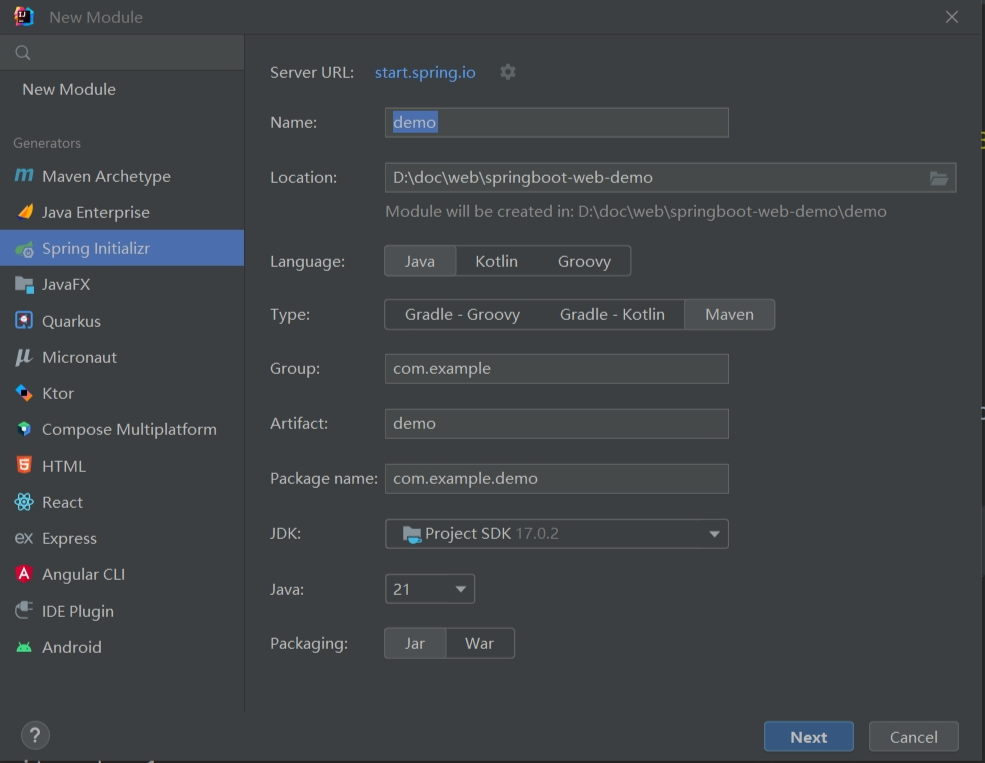 New Module
New Module
Generators
Maven Archetype
Java Enterprise
Spring Initializr
JavaFX
Quarkus
Micronaut
Ktor
Compose Multiplatform
HTML
React
Express
Angular CLI
IDE Plugin
Android
Server URL: start.spring.io
Name: demo
Location: D:\doc\web\springboot-web-demo
Module will be created in: D:\doc\web\springboot-web-demo\demo
Language: Java Kotlin Groovy
Type: Gradle - Groovy Gradle - Kotlin Maven
Group: com.example
Artifact: demo
Package name: com.example.demo
JDK: Project SDK 17.0.2
Java: 21
Packaging: Jar War
? Next Cancel